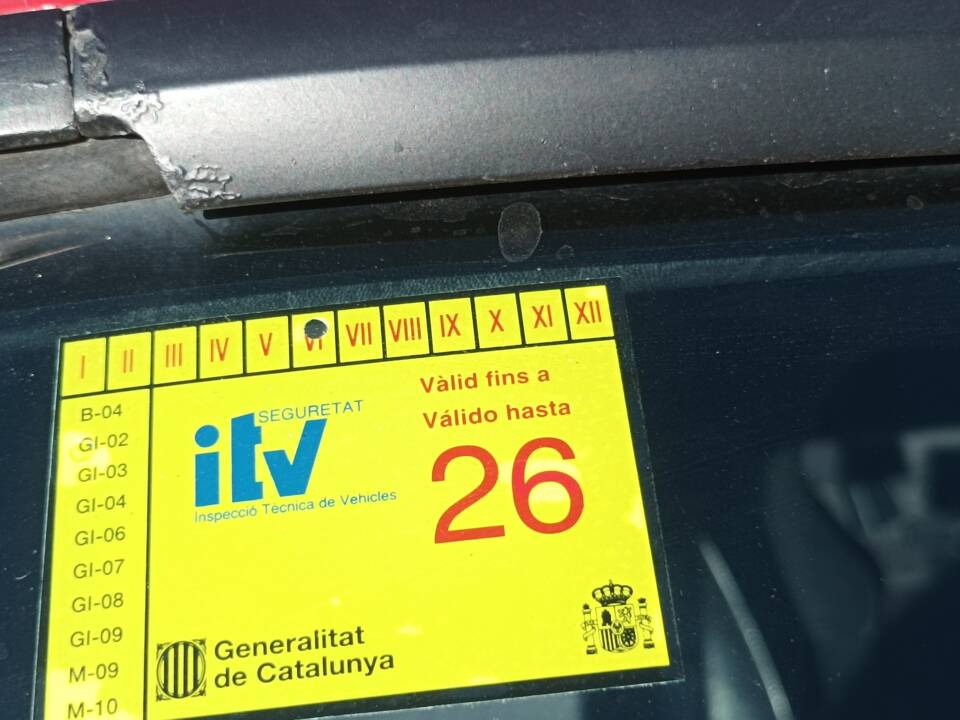 I II III IV V VI VII VIII IX X XI XII
B-04
GI-02
GI-03
GI-04
GI-06
GI-07
GI-08
GI-09
M-09
M-10
SEGURETAT
itv
Inspecció Tècnica de Vehicles
Vàlid fins a
Válido hasta
26
Generalitat
de Catalunya